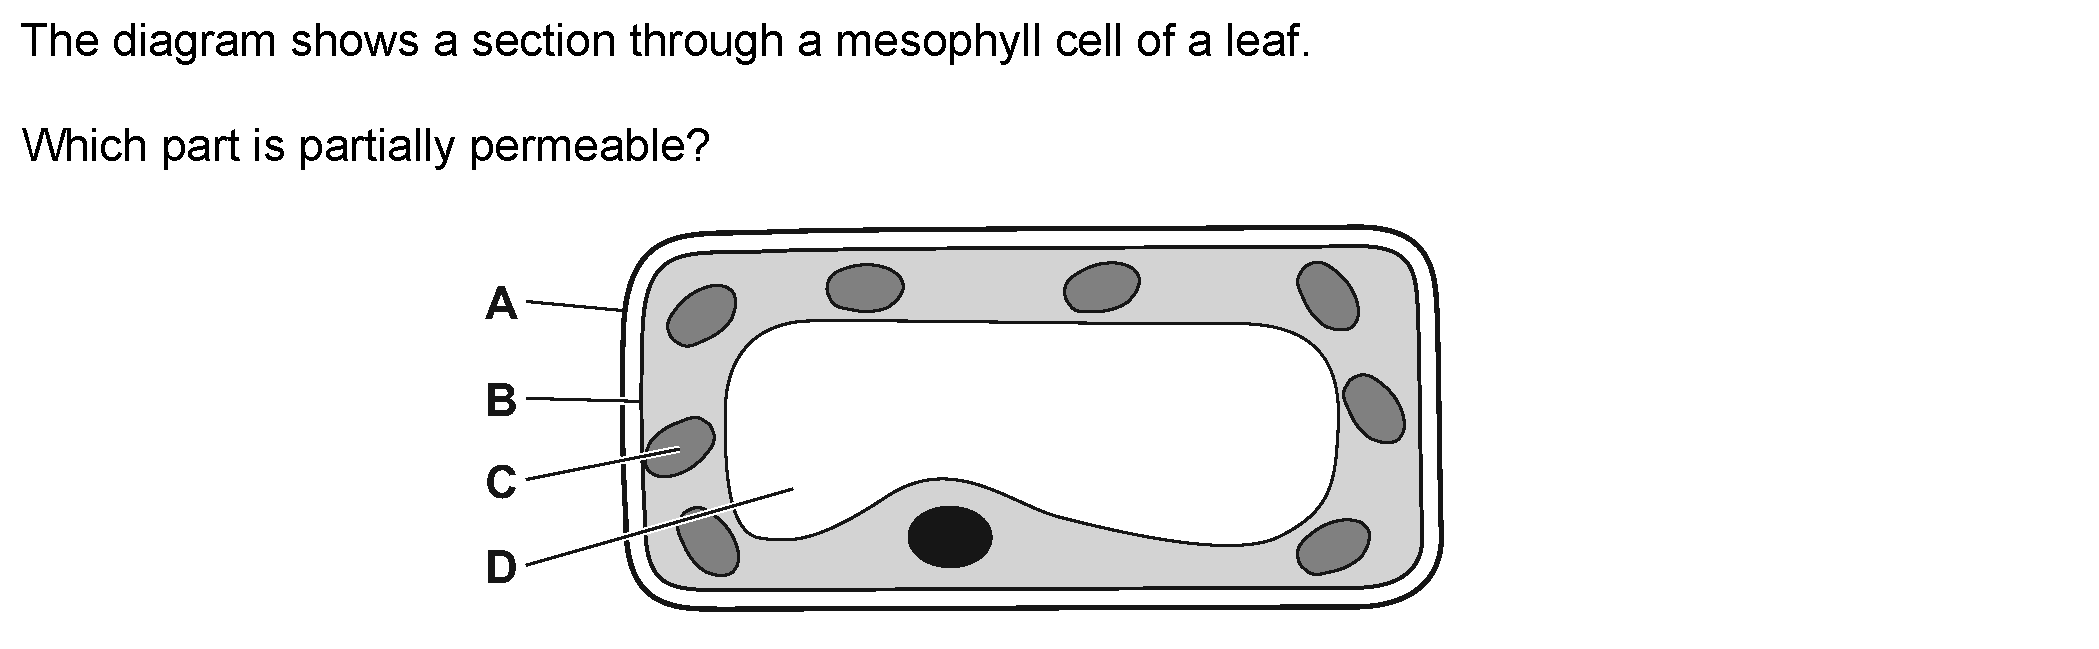 The diagram shows a section through a mesophyll cell of a leaf.
Which part is partially permeable?
A
B
C
D